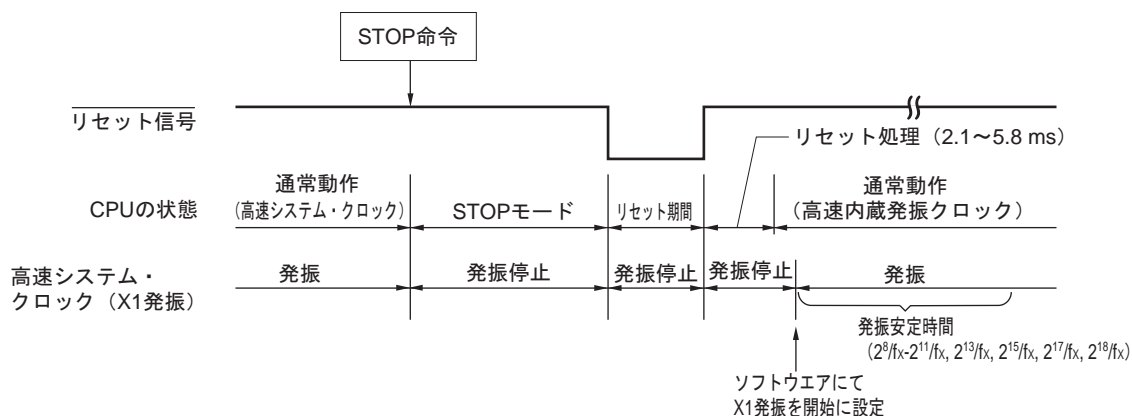 STOP命令
リセット信号
リセット処理（2.1～5.8 ms）
CPUの状態
通常動作
（高速システム・クロック）
STOPモード
リセット期間
通常動作
（高速内蔵発振クロック）
高速システム・
クロック（X1発振）
発振
発振停止
発振停止
発振停止
発振
発振安定時間
（2⁸/fx-2¹¹/fx, 2¹³/fx, 2¹⁵/fx, 2¹⁷/fx, 2¹⁸/fx）
ソフトウエアにて
X1発振を開始に設定